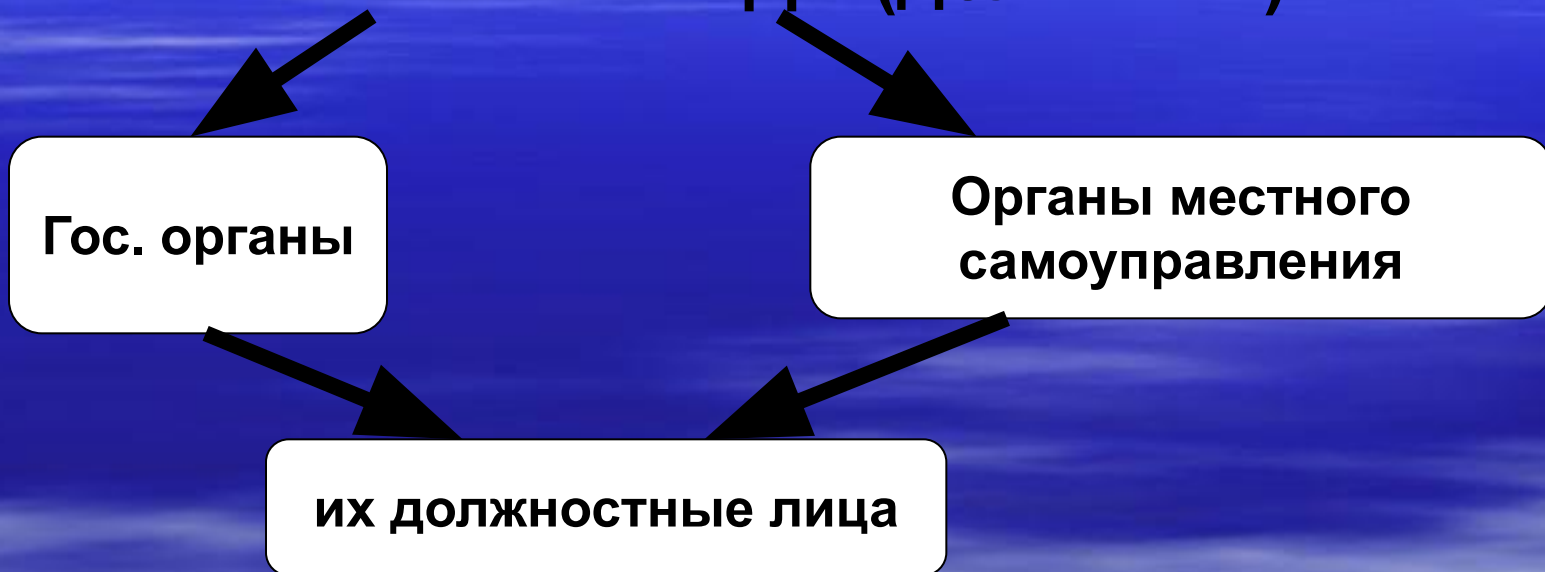 Гос. органы
Органы местного
самоуправления
их должностные лица